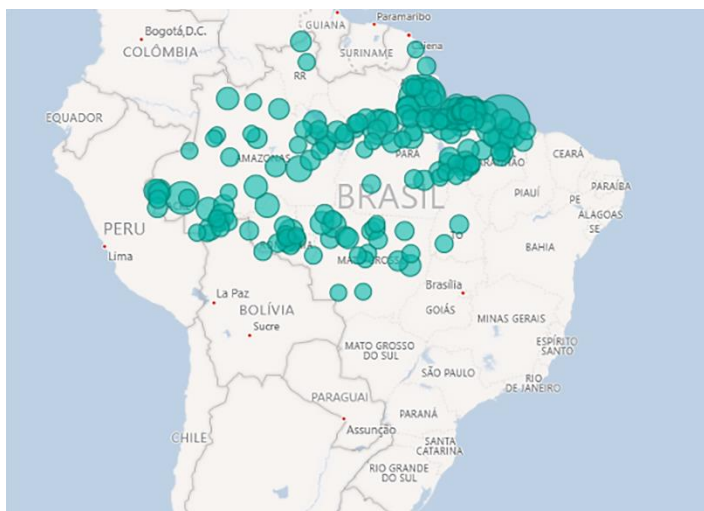 Paramaribo
Bogotá,D.C.
GUIANA
COLÔMBIA
SURINAME
RR
EQUADOR
AMAZONAS
PARÁ
CEARÁ
BRASIL
PIAUÍ
PARAÍBA
PE
ALAGOAS
SE
PERU
TO
BAHIA
Lima
Brasília
La Paz
GOIÁS
BOLÍVIA
MINAS GERAIS
Sucre
MATO GROSSO
DO SUL
ESPÍRITO
SANTO
SÃO PAULO
RIO
DE JANEIRO
PARAGUAI
PARANÁ
Assunção
CHILE
SANTA
CATARINA
RIO GRANDE
DO SUL